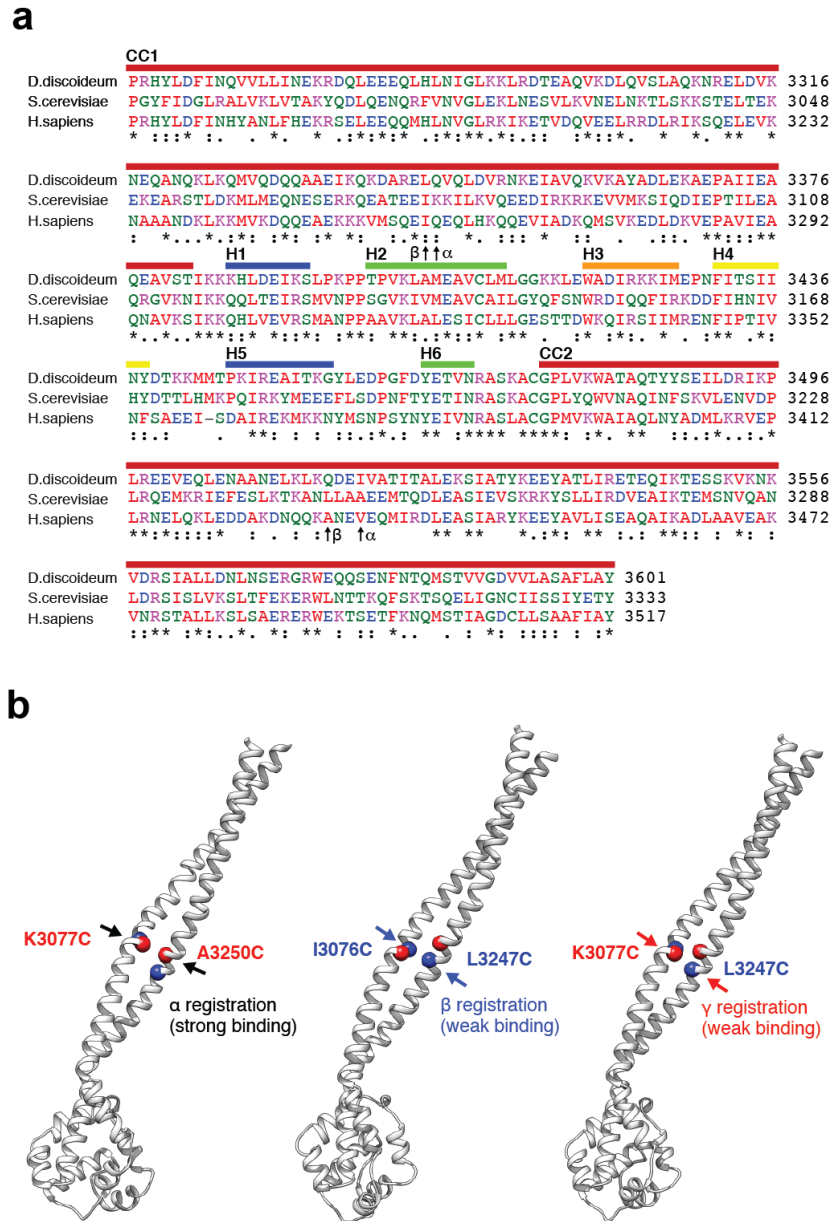 a
CC1
D.discoideum PRHYLDFINQVVLLINEKRDQLEEEQLHLNIGLKKLRDTEAQVKDLQVSLAQKNRELDVK 3316
S.cerevisiae PGYFIDGLRALVKLVTAKYQDLQENQRFVNVGLEKLNESVLKVNELNKTLSKKSTELTEK 3048
H.sapiens PRHYLDFINHYANLFHEKRSELEEQQMHLNVGLRKIKETVDQVEELRRDLRIKSQELEVK 3232
* ::*:: . * * .:*:*:* .:*:**.*:.:: :*::*. * *. ** *
D.discoideum NEQANQKLKQMVQDQQAAEIKQKDARELQVQLDVRNKEIAVQKVKAYADLEKAEPAIIEA 3376
S.cerevisiae EKEARSTLDKMLMEQNESERKQEATEEIKKILKVQEEDIRKRKEVVMKSIQDIEPTILEA 3108
H.sapiens NAAANDKLKKMVKDQQEAEKKKVMSQEIQEQLHKQQEVIADKQMSVKEDLDKVEPAVIEA 3292
β α
H1 H2 H3 H4
D.discoideum QEAVSTIKKKHLDEIKSLPKPPTPVKLAMEAVCLMLGGKKLEWADIRKKIMEPNFITSII 3436
S.cerevisiae QRGVKNIKKQQLTEIRSMVNPPSGVKIVMEAVCAILGYQFSNWRDIQQFIRKDDFIHNIV 3168
H.sapiens QNAVKSIKKQHLVEVRSMANPPAAVKLALESICLLLGESTTDWKQIRSIIMRENFIPTIV 3352
H5 H6 CC2
D.discoideum NYDTKKMMTPKIREAITKGYLEDPGFDYETVNRASKACGPLVKWATAQTYYSEILDRIKP 3496
S.cerevisiae HYDTTLHMKPQIRKYMEEEFLSDPNFTYETINRASKACGPLYQWVNAQINFSKVLENVDP 3228
H.sapiens NFSAEEI-SDAIREKMKKNYMSNPSYNYEIVNRASLACGPMVKWAIAQLNYADMLKRVEP 3412
D.discoideum LREEVEQLENAANELKLKQDEIVATITALEKSIATYKEEYATLIRETEQIKTESSKVKNK 3556
S.cerevisiae LRQEMKRIEFESLKTKANLLAAEEMTQDLEASIEVSKRKYSLLIRDVEAIKTEMSNVQAN 3288
H.sapiens LRNELQKLEDDAKDNQQKANEVEQMIRDLEASIARYKEEYAVLISEAQAIKADLAAVEAK 3472
β α
D.discoideum VDRSIALLDNLNSERGRWEQQSENFNTQMSTVVGDVVLASAFLAY 3601
S.cerevisiae LDRSISLVKSLTFEKERWLNTTKQFSKTSQELIGNCIISSIYETY 3333
H.sapiens VNRSTALLKSLSAERERWEKTSETFKNQMSTIAGDCLLSAAFIAY 3517
b
K3077C
A3250C
α registration
(strong binding)
I3076C
L3247C
β registration
(weak binding)
K3077C
L3247C
γ registration
(weak binding)